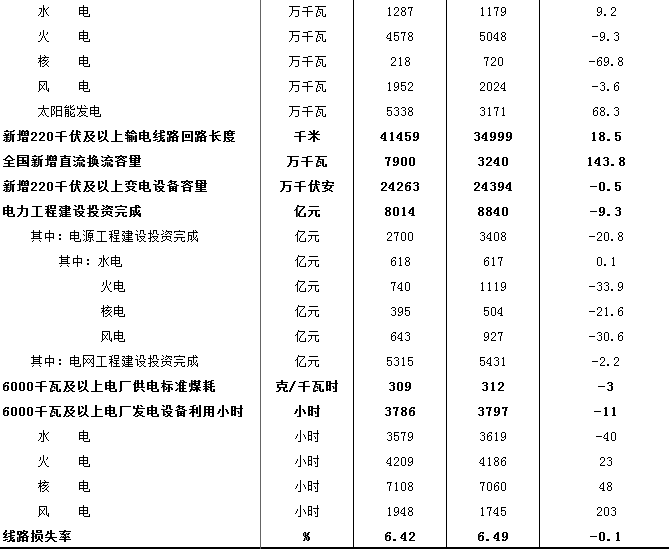 水 电 万千瓦 1287 1179 9.2
火 电 万千瓦 4578 5048 -9.3
核 电 万千瓦 218 720 -69.8
风 电 万千瓦 1952 2024 -3.6
太阳能发电 万千瓦 5338 3171 68.3
新增220千伏及以上输电线路回路长度 千米 41459 34999 18.5
全国新增直流换流容量 万千瓦 7900 3240 143.8
新增220千伏及以上变电设备容量 万千伏安 24263 24394 -0.5
电力工程建设投资完成 亿元 8014 8840 -9.3
其中：电源工程建设投资完成 亿元 2700 3408 -20.8
其中：水电 亿元 618 617 0.1
火电 亿元 740 1119 -33.9
核电 亿元 395 504 -21.6
风电 亿元 643 927 -30.6
其中：电网工程建设投资完成 亿元 5315 5431 -2.2
6000千瓦及以上电厂供电标准煤耗 克/千瓦时 309 312 -3
6000千瓦及以上电厂发电设备利用小时 小时 3786 3797 -11
水 电 小时 3579 3619 -40
火 电 小时 4209 4186 23
核 电 小时 7108 7060 48
风 电 小时 1948 1745 203
线路损失率 % 6.42 6.49 -0.1